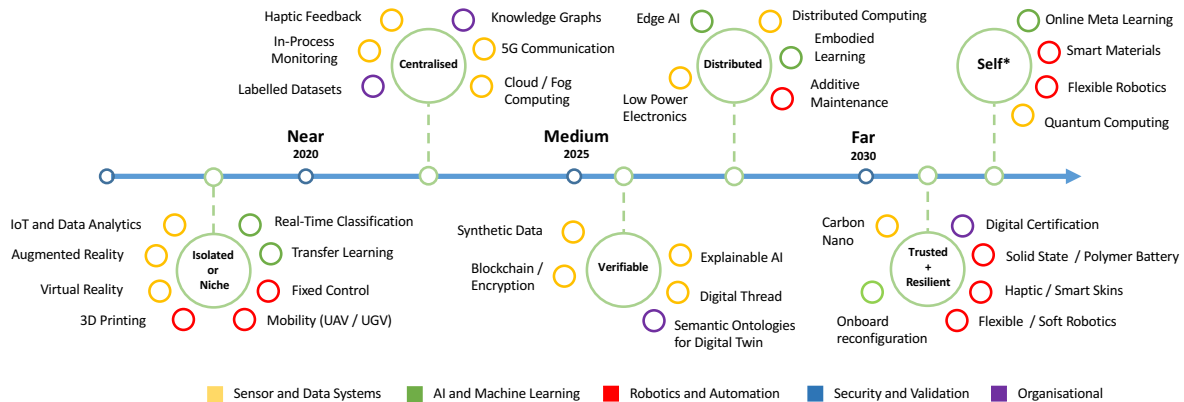 Haptic Feedback
In-Process
Monitoring
Labelled Datasets
Centralised
Knowledge Graphs
5G Communication
Cloud / Fog
Computing
Edge AI
Low Power
Electronics
Distributed
Distributed Computing
Embodied
Learning
Additive
Maintenance
Self*
Online Meta Learning
Smart Materials
Flexible Robotics
Quantum Computing
Near
2020
Medium
2025
Far
2030
IoT and Data Analytics
Augmented Reality
Virtual Reality
3D Printing
Isolated
or
Niche
Real-Time Classification
Transfer Learning
Fixed Control
Mobility (UAV / UGV)
Synthetic Data
Blockchain /
Encryption
Verifiable
Explainable AI
Digital Thread
Semantic Ontologies
for Digital Twin
Carbon
Nano
Onboard
reconfiguration
Trusted
+
Resilient
Digital Certification
Solid State / Polymer Battery
Haptic / Smart Skins
Flexible / Soft Robotics
Sensor and Data Systems
AI and Machine Learning
Robotics and Automation
Security and Validation
Organisational